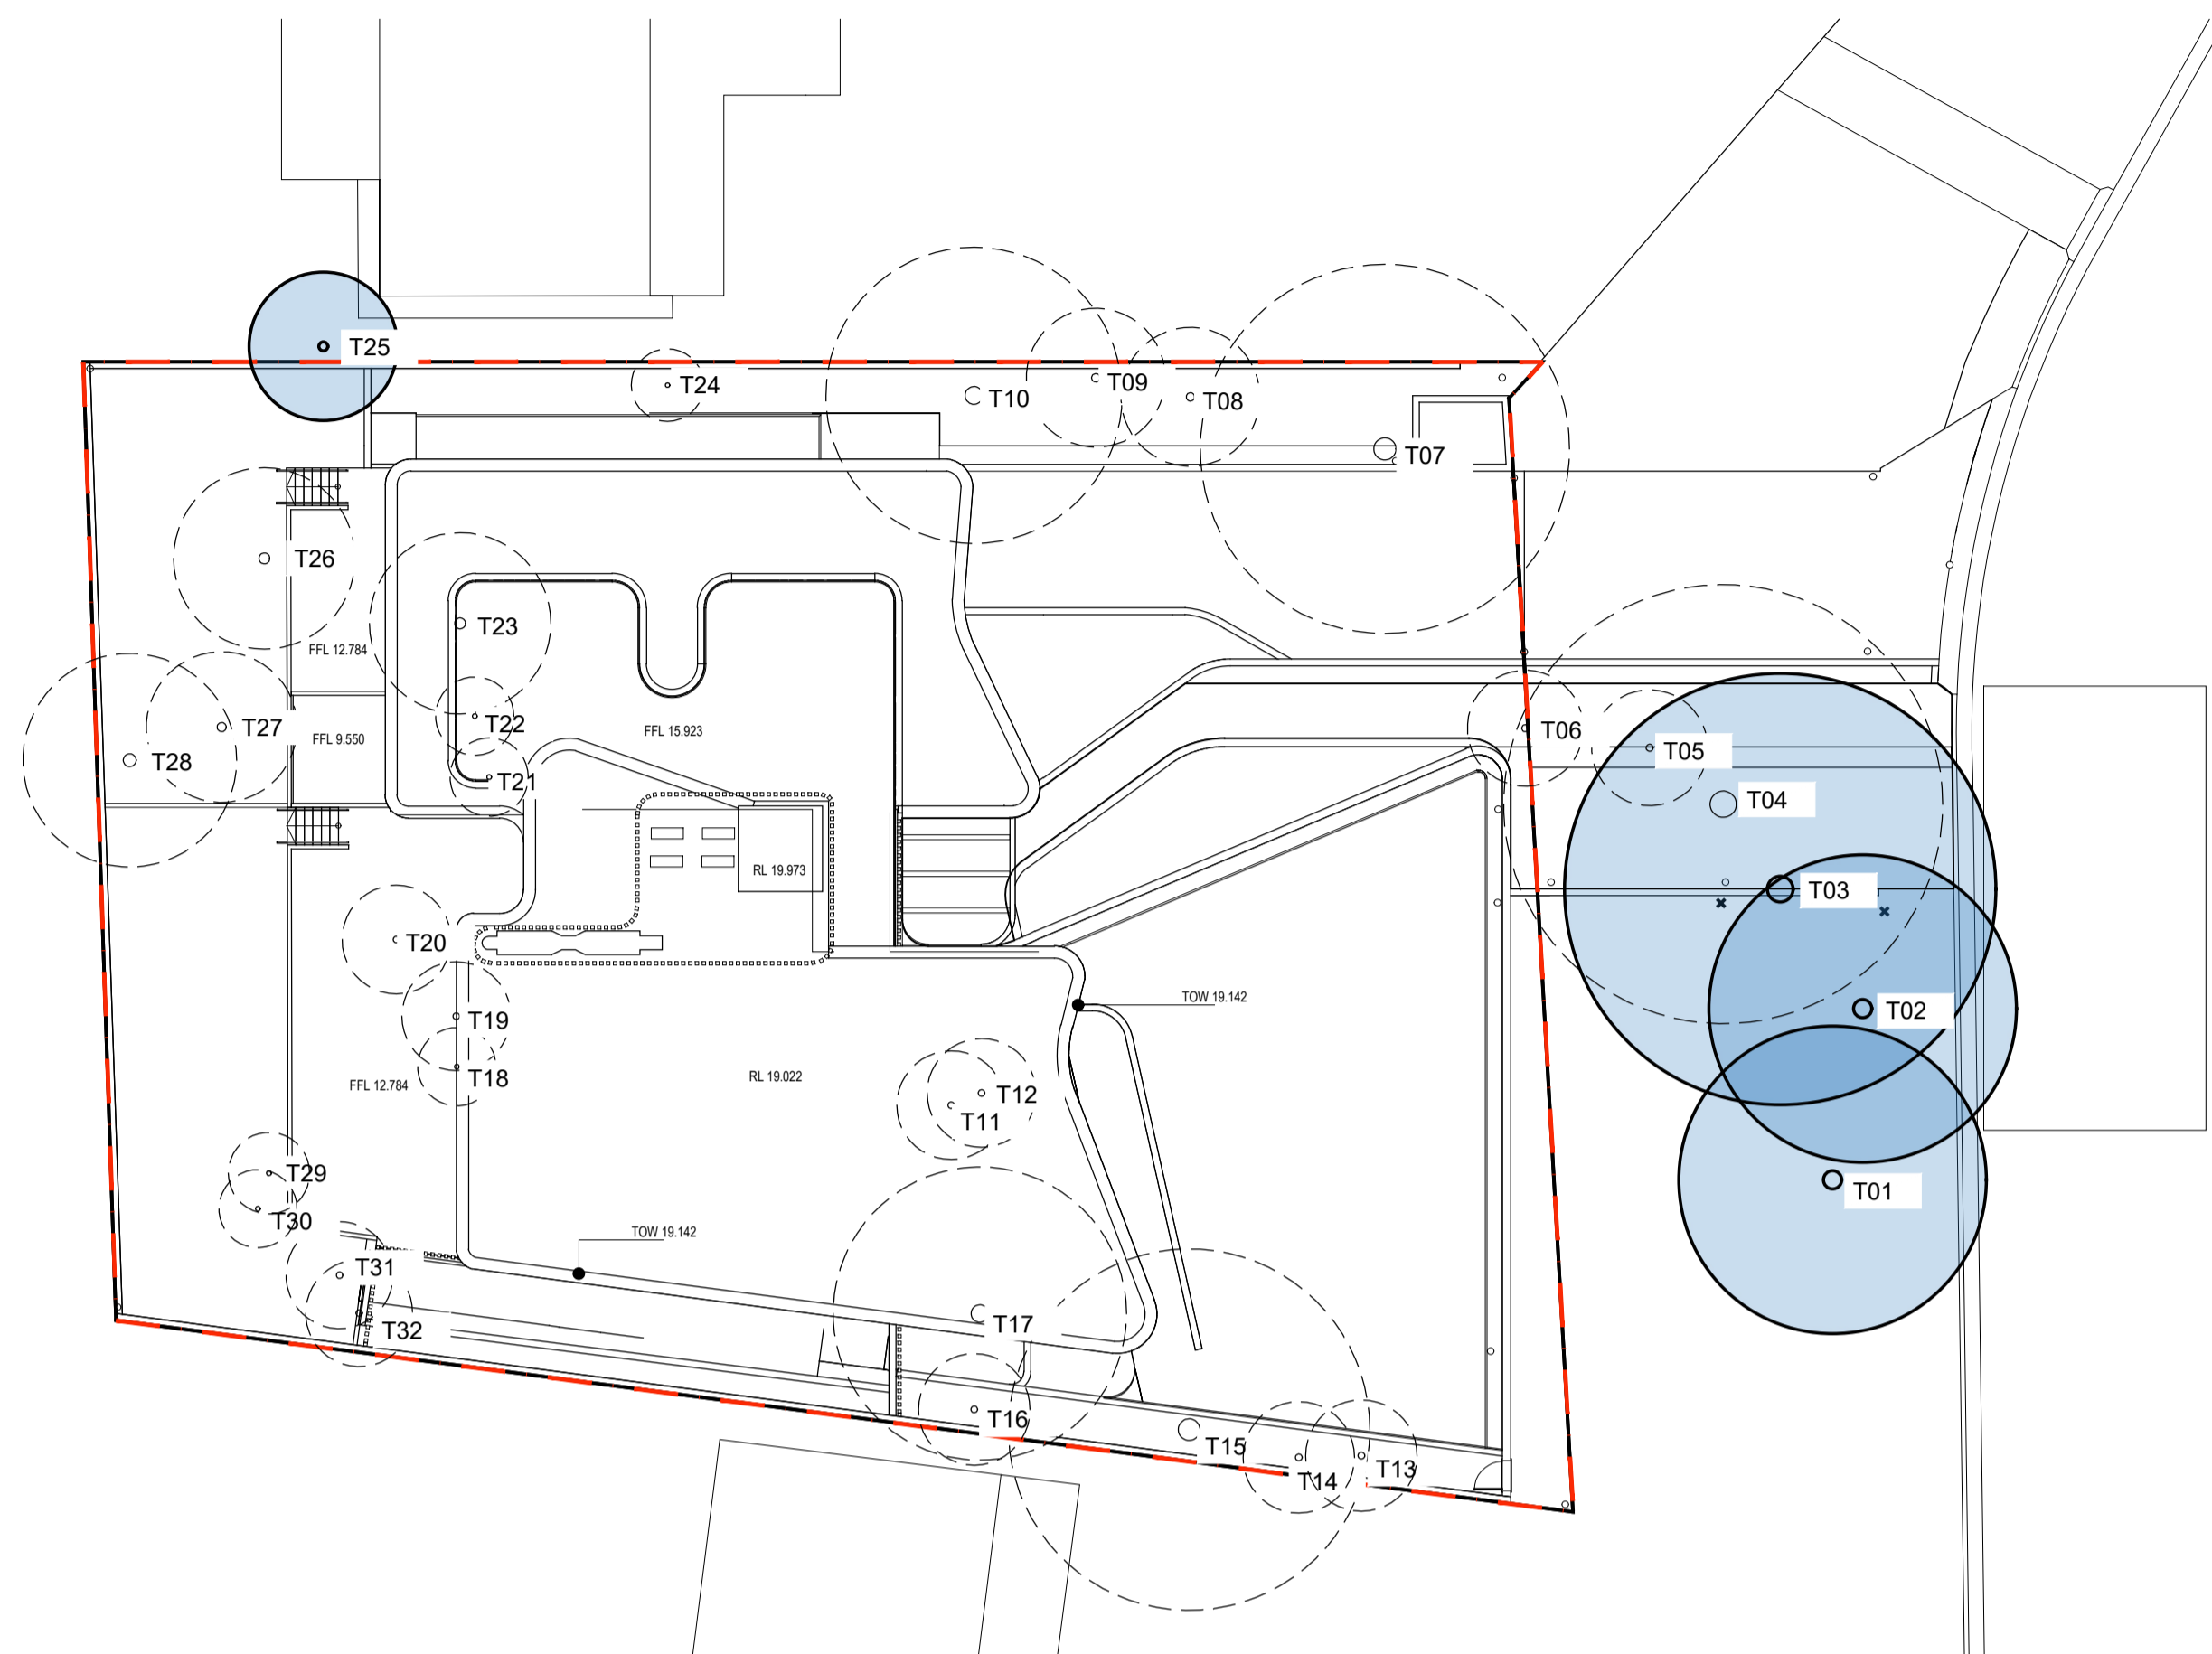 T25
T24
T10
T09
T08
T07
T26
T23
FFL 12.784
T22
FFL 15.923
T27
FFL 9.550
T28
T21
T06
T05
T04
RL 19.973
T03
T20
TOW 19.142
T02
T19
RL 19.022
T18
FFL 12.784
T12
T11
T29
T01
T30
TOW 19.142
T31
T32
T17
T16
T15
T14
T13